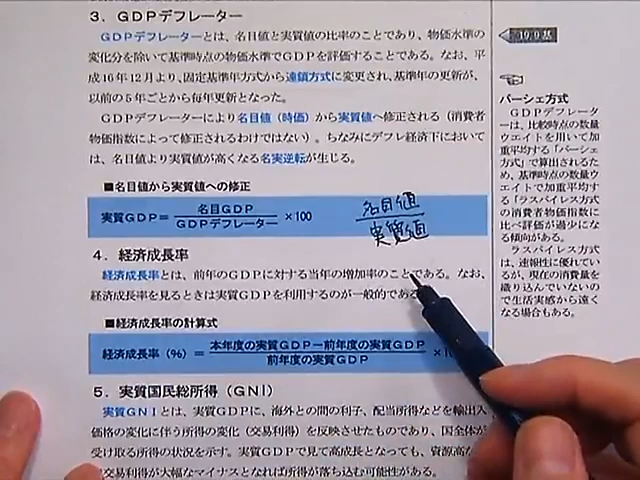 3．GDPデフレーター
GDPデフレーターとは、名目値と実質値の比率のことであり、物価水準の
変化分を除いて基準時点の物価水準でGDPを評価することである。なお、平
成16年12月より、固定基準年方式から連鎖方式に変更され、基準年の更新が、
以前の5年ごとから毎年更新となった。
GDPデフレーターにより名目値（時価）から実質値へ修正される（消費者
物価指数によって修正されるわけではない）。ちなみにデフレ経済下において
は、名目値より実質値が高くなる名実逆転が生じる。
■名目値から実質値への修正
実質GDP＝名目GDP／GDPデフレーター×100
名目値
実質値
4．経済成長率
経済成長率とは、前年のGDPに対する当年の増加率のことである。なお、
経済成長率を見るときは実質GDPを利用するのが一般的である
■経済成長率の計算式
経済成長率（%）＝本年度の実質GDP－前年度の実質GDP／前年度の実質GDP×1
5．実質国民総所得（GNI）
実質GNIとは、実質GDPに、海外との間の利子、配当所得などを輸出入
価格の変化に伴う所得の変化（交易利得）を反映させたものであり、国全体が
受け取る所得の状況を示す。実質GDPで見て高成長となっても、資源高
交易利得が大幅なマイナスとなれば所得が落ち込む可能性がある。
パーシェ方式
GDPデフレータ
ーは、比較時点の数量
ウエイトを用いて加
重平均する「パーシェ
方式」で算出されるた
め、基準時点の数量ウ
エイトで加重平均す
る「ラスパイレス方式
の消費者物価指数に
比べ評価が過少にな
る傾向がある。
ラスパイレス方式
は、速報性に優れてい
るが、現在の消費量を
織り込んでいないの
で生活実感から遠く
なる場合もある。